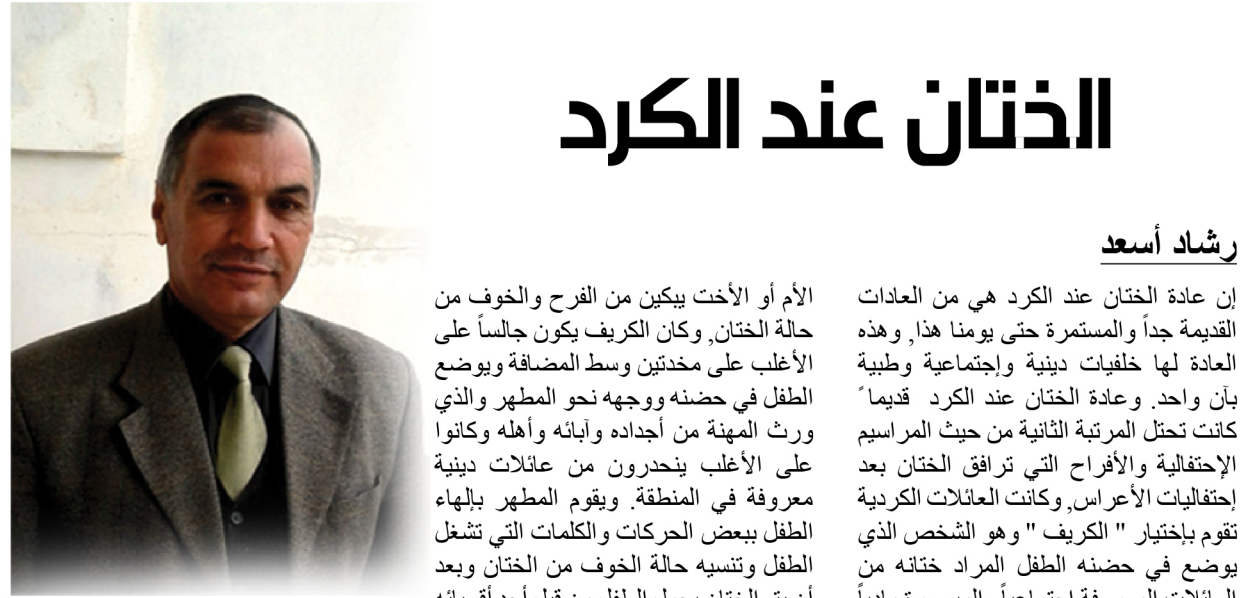 الختان عند الكرد
رشاد أسعد
إن عادة الختان عند الكرد هي من العادات
القديمة جداً والمستمرة حتى يومنا هذا, وهذه
العادة لها خلفيات دينية وإجتماعية وطبية
بآن واحد. وعادة الختان عند الكرد قديما ً
كانت تحتل المرتبة الثانية من حيث المراسيم
الإحتفالية والأفراح التي ترافق الختان بعد
إحتفاليات الأعراس, وكانت العائلات الكردية
تقوم بإختيار " الكريف " وهو الشخص الذي
يوضع في حضنه الطفل المراد ختانه من
الأم أو الأخت يبكين من الفرح والخوف من
حالة الختان, وكان الكريف يكون جالساً على
الأغلب على مخدتين وسط المضافة ويوضع
الطفل في حضنه ووجهه نحو المطهر والذي
ورث المهنة من أجداده وآبائه وأهله وكانوا
على الأغلب ينحدرون من عائلات دينية
معروفة في المنطقة. ويقوم المطهر بإلهاء
الطفل ببعض الحركات والكلمات التي تشغل
الطفل وتنسيه حالة الخوف من الختان وبعد